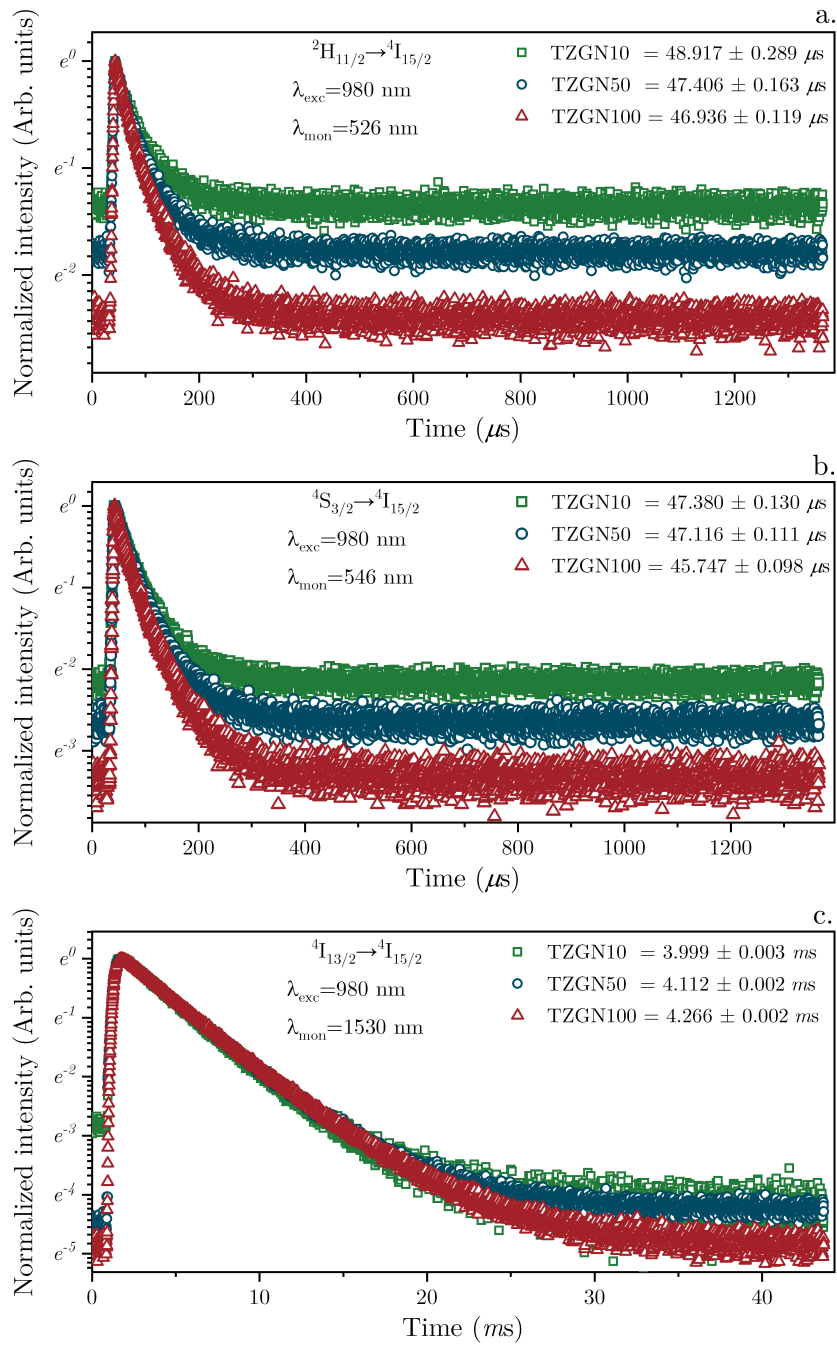 a.
Normalized intensity (Arb. units)
²H₁₁/₂→⁴I₁₅/₂
λexc=980 nm
λmon=526 nm
TZGN10 = 48.917 ± 0.289 μs
TZGN50 = 47.406 ± 0.163 μs
TZGN100 = 46.936 ± 0.119 μs
e⁰
e⁻¹
e⁻²
0 200 400 600 800 1000 1200
Time (μs)
b.
Normalized intensity (Arb. units)
⁴S₃/₂→⁴I₁₅/₂
λexc=980 nm
λmon=546 nm
TZGN10 = 47.380 ± 0.130 μs
TZGN50 = 47.116 ± 0.111 μs
TZGN100 = 45.747 ± 0.098 μs
e⁰
e⁻¹
e⁻²
e⁻³
0 200 400 600 800 1000 1200
Time (μs)
c.
Normalized intensity (Arb. units)
⁴I₁₃/₂→⁴I₁₅/₂
λexc=980 nm
λmon=1530 nm
TZGN10 = 3.999 ± 0.003 ms
TZGN50 = 4.112 ± 0.002 ms
TZGN100 = 4.266 ± 0.002 ms
e⁰
e⁻¹
e⁻²
e⁻³
e⁻⁴
e⁻⁵
0 10 20 30 40
Time (ms)